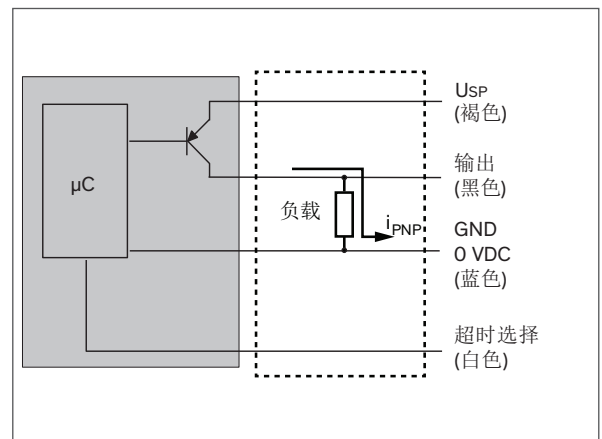 USP
(褐色)
输出
(黑色)
µC
负载
iPNP
GND
0 VDC
(蓝色)
超时选择
(白色)